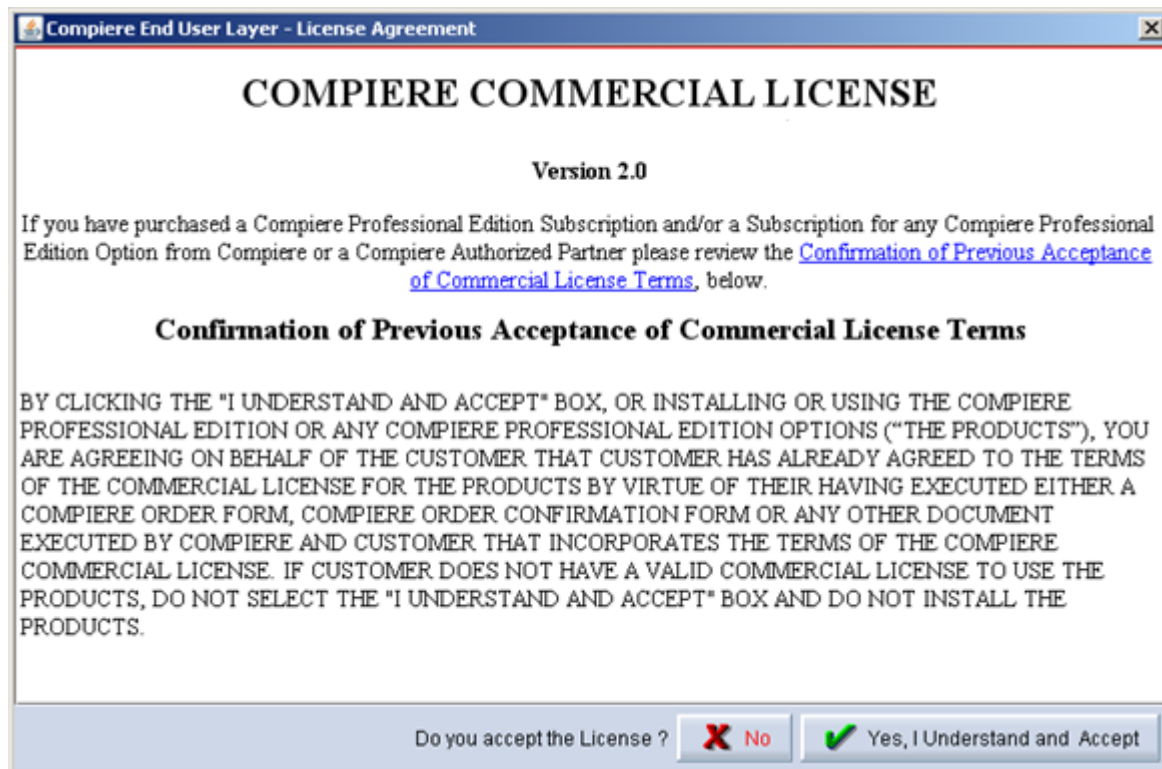 Compiere End User Layer - License Agreement
COMPIERE COMMERCIAL LICENSE
Version 2.0
If you have purchased a Compiere Professional Edition Subscription and/or a Subscription for any Compiere Professional
Edition Option from Compiere or a Compiere Authorized Partner please review the Confirmation of Previous Acceptance
of Commercial License Terms, below.
Confirmation of Previous Acceptance of Commercial License Terms
BY CLICKING THE "I UNDERSTAND AND ACCEPT" BOX, OR INSTALLING OR USING THE COMPIERE
PROFESSIONAL EDITION OR ANY COMPIERE PROFESSIONAL EDITION OPTIONS (“THE PRODUCTS”), YOU
ARE AGREEING ON BEHALF OF THE CUSTOMER THAT CUSTOMER HAS ALREADY AGREED TO THE TERMS
OF THE COMMERCIAL LICENSE FOR THE PRODUCTS BY VIRTUE OF THEIR HAVING EXECUTED EITHER A
COMPIERE ORDER FORM, COMPIERE ORDER CONFIRMATION FORM OR ANY OTHER DOCUMENT
EXECUTED BY COMPIERE AND CUSTOMER THAT INCORPORATES THE TERMS OF THE COMPIERE
COMMERCIAL LICENSE. IF CUSTOMER DOES NOT HAVE A VALID COMMERCIAL LICENSE TO USE THE
PRODUCTS, DO NOT SELECT THE "I UNDERSTAND AND ACCEPT" BOX AND DO NOT INSTALL THE
PRODUCTS.
Do you accept the License ? No Yes, I Understand and Accept